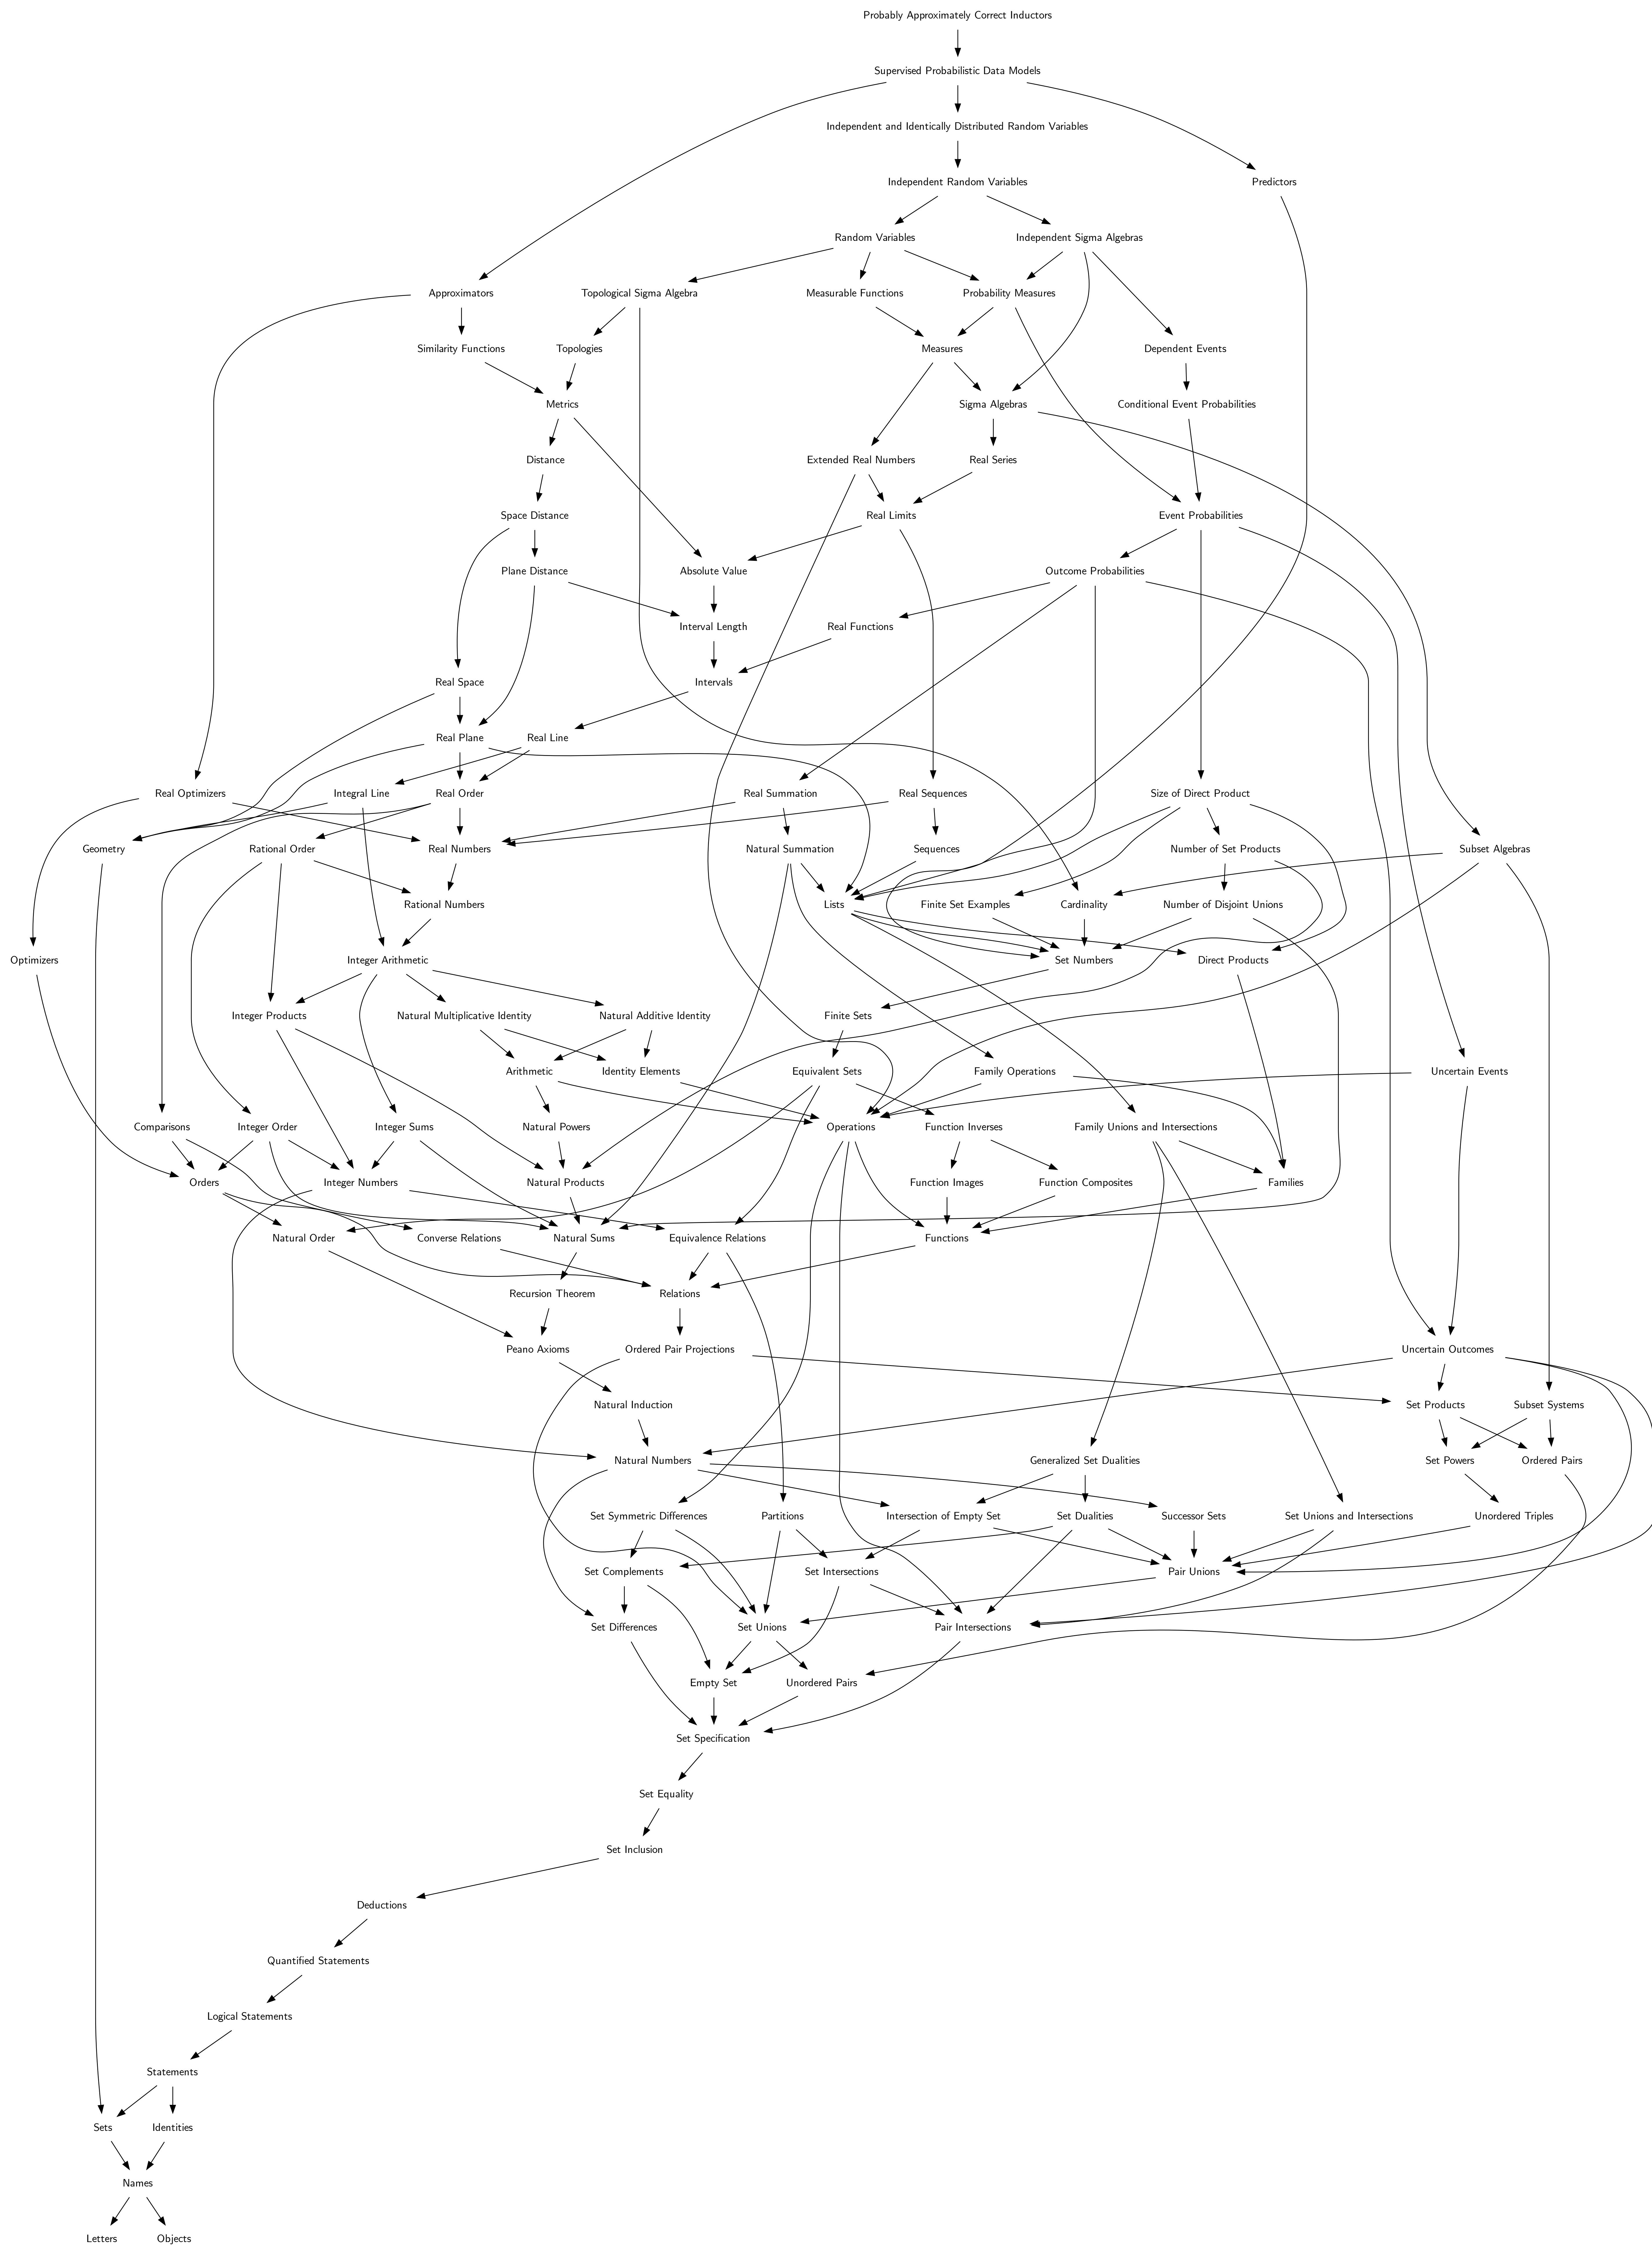 Probably Approximately Correct Inductors
Supervised Probabilistic Data Models
Independent and Identically Distributed Random Variables
Independent Random Variables
Predictors
Random Variables
Independent Sigma Algebras
Approximators
Topological Sigma Algebra
Measurable Functions
Probability Measures
Similarity Functions
Topologies
Measures
Dependent Events
Metrics
Sigma Algebras
Conditional Event Probabilities
Distance
Extended Real Numbers
Real Series
Space Distance
Real Limits
Event Probabilities
Plane Distance
Absolute Value
Outcome Probabilities
Interval Length
Real Functions
Real Space
Intervals
Real Plane
Real Line
Real Optimizers
Integral Line
Real Order
Real Summation
Real Sequences
Size of Direct Product
Geometry
Rational Order
Real Numbers
Natural Summation
Sequences
Number of Set Products
Subset Algebras
Rational Numbers
Lists
Finite Set Examples
Cardinality
Number of Disjoint Unions
Optimizers
Integer Arithmetic
Set Numbers
Direct Products
Integer Products
Natural Multiplicative Identity
Natural Additive Identity
Finite Sets
Arithmetic
Identity Elements
Equivalent Sets
Family Operations
Uncertain Events
Comparisons
Integer Order
Integer Sums
Natural Powers
Operations
Function Inverses
Family Unions and Intersections
Orders
Integer Numbers
Natural Products
Function Images
Function Composites
Families
Natural Order
Converse Relations
Natural Sums
Equivalence Relations
Functions
Recursion Theorem
Relations
Peano Axioms
Ordered Pair Projections
Uncertain Outcomes
Natural Induction
Set Products
Subset Systems
Natural Numbers
Generalized Set Dualities
Set Powers
Ordered Pairs
Set Symmetric Differences
Partitions
Intersection of Empty Set
Set Dualities
Successor Sets
Set Unions and Intersections
Unordered Triples
Set Complements
Set Intersections
Pair Unions
Set Differences
Set Unions
Pair Intersections
Empty Set
Unordered Pairs
Set Specification
Set Equality
Set Inclusion
Deductions
Quantified Statements
Logical Statements
Statements
Sets
Identities
Names
Letters
Objects